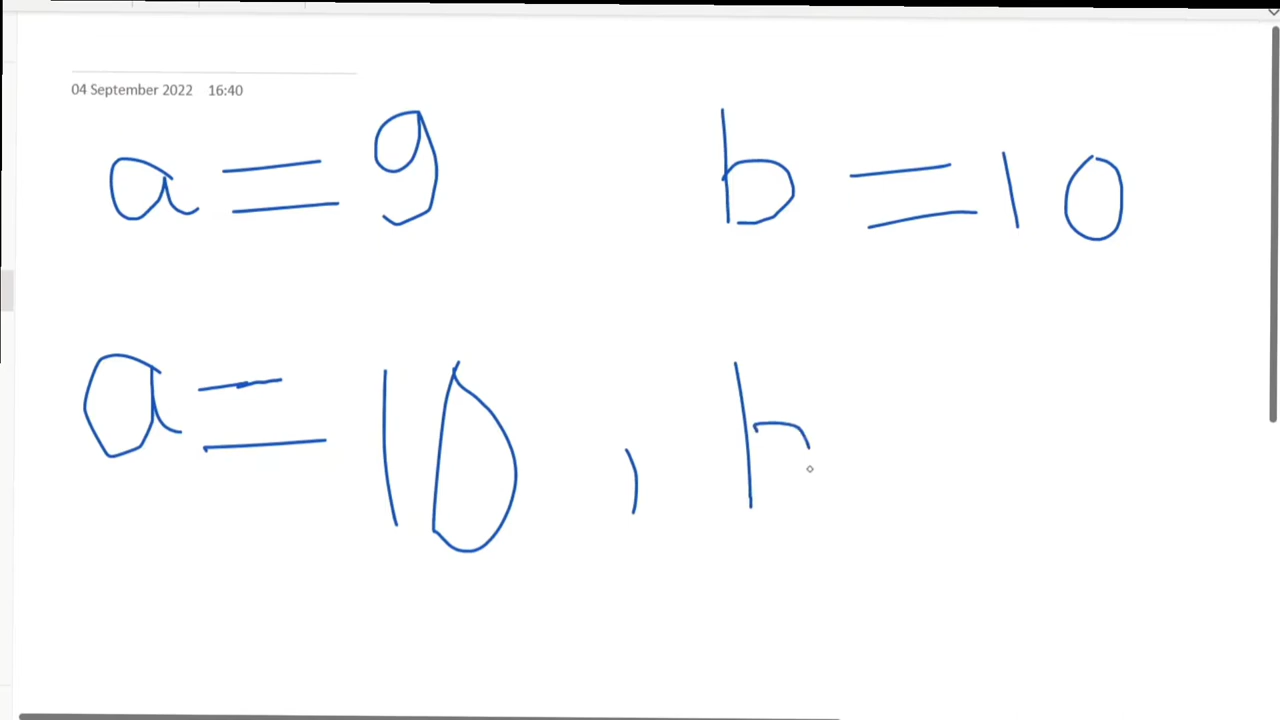 04 September 2022 16:40
a = 9 b = 10
a = 10 ,